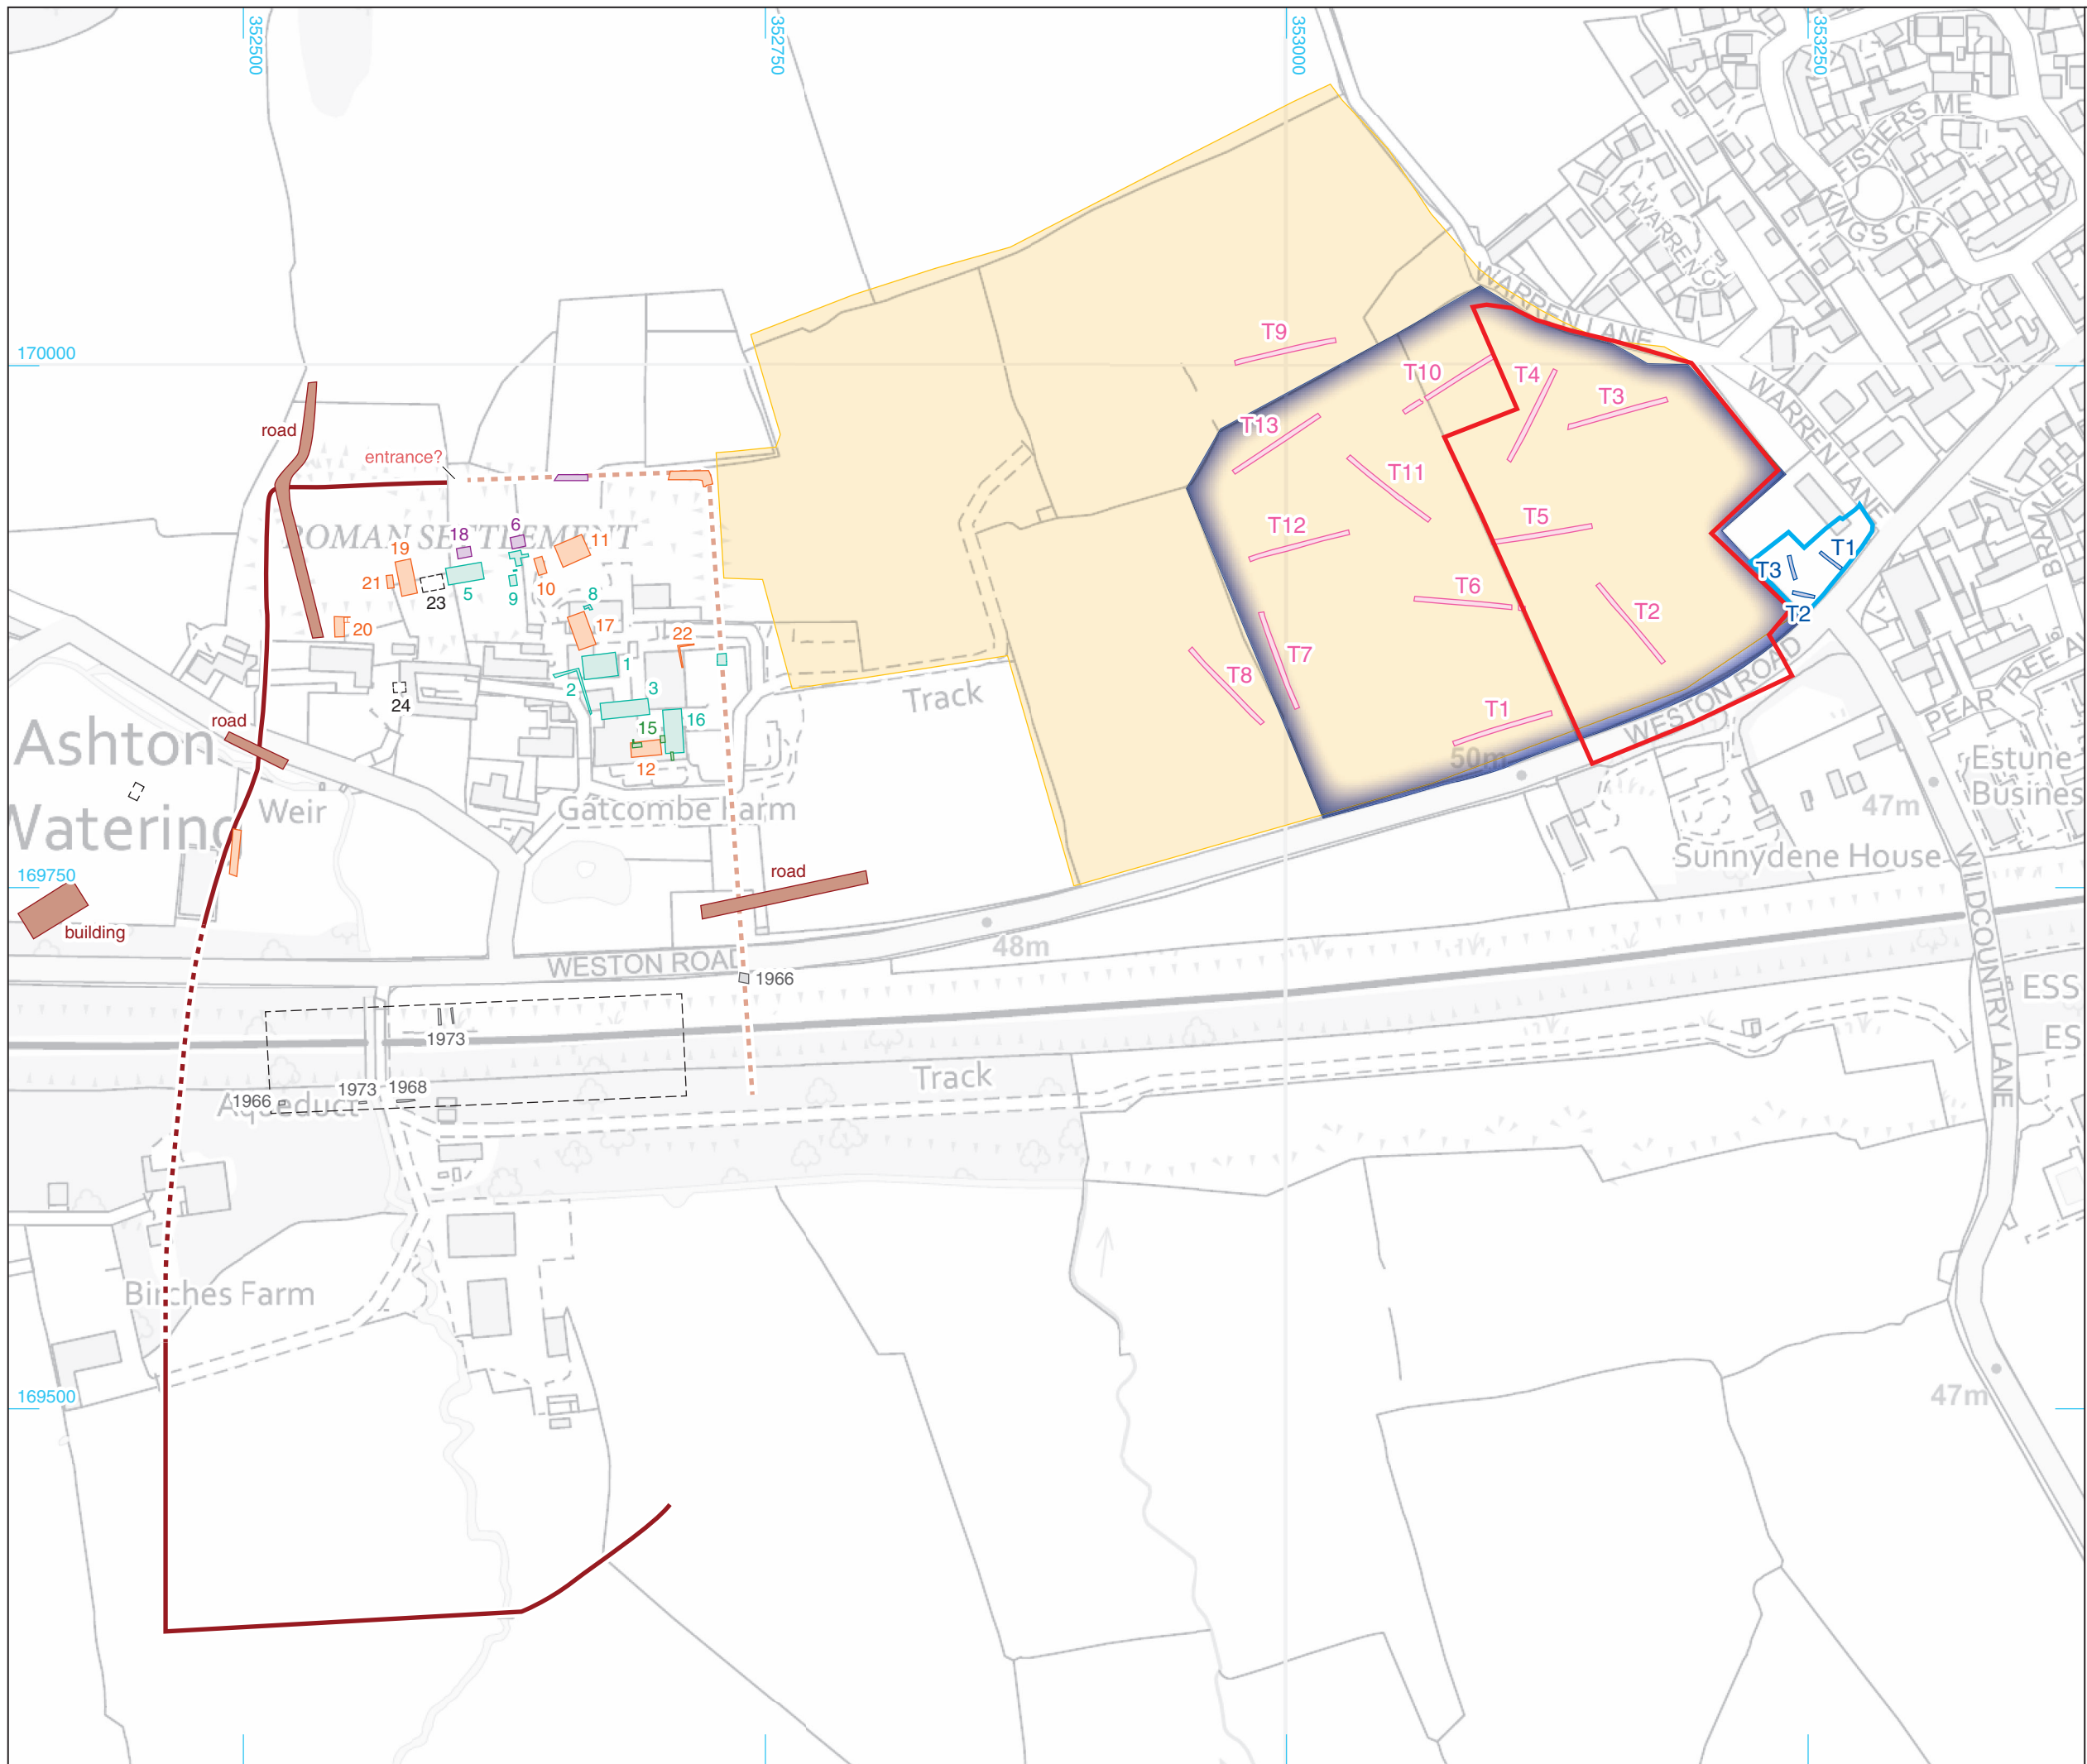 352500
352750
353000
353250
FISHERS ME
KINGS CF
WARREN C
WARREN LANE
T9
170000
T10
T4
T3
WARREN LANE
road
T13
entrance?
T11
BRAMLEY
ROMAN SETTLEMENT
6
18
19
11
T12
T5
T1
T3
21
23
5
9
10
8
T6
T2
T2
20
17
22
1
T7
2
3
T8
PEAR TREE A
24
Track
WESTON ROAD
road
15
16
T1
Ashton
12
50m
Estune
Busines
Weir
Gatcombe Farm
47m
Watering
Sunnydene House
169750
road
building
WILDCOUNTRY LANE
48m
WESTON ROAD
1966
ESS
1973
ES
Track
1973
1968
1966
Aqueduct
Birches Farm
169500
47m